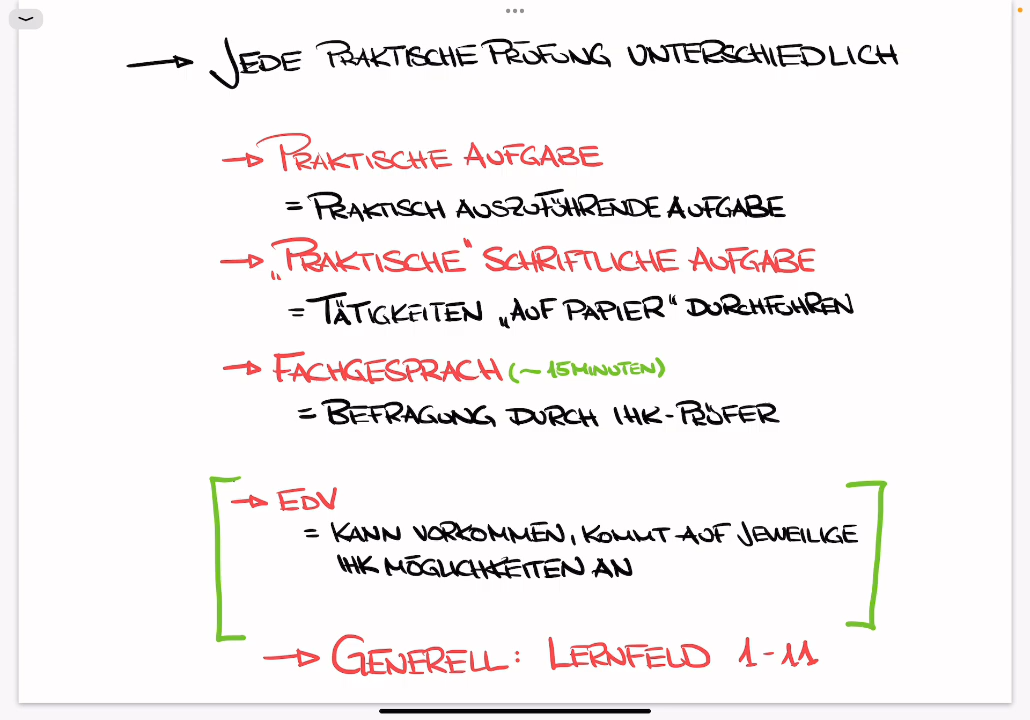 → JEDE PRAKTISCHE PRÜFUNG UNTERSCHIEDLICH
→ PRAKTISCHE AUFGABE
= PRAKTISCH AUSZUFÜHRENDE AUFGABE
→ „PRAKTISCHE“ SCHRIFTLICHE AUFGABE
= TÄTIGKEITEN „AUF PAPIER“ DURCHFÜHREN
→ FACHGESPRÄCH (~ 15 MINUTEN)
= BEFRAGUNG DURCH IHK-PRÜFER
→ EDV
= KANN VORKOMMEN, KOMMT AUF JEWEILIGE
IHK MÖGLICHKEITEN AN
→ GENERELL: LERNFELD 1-11